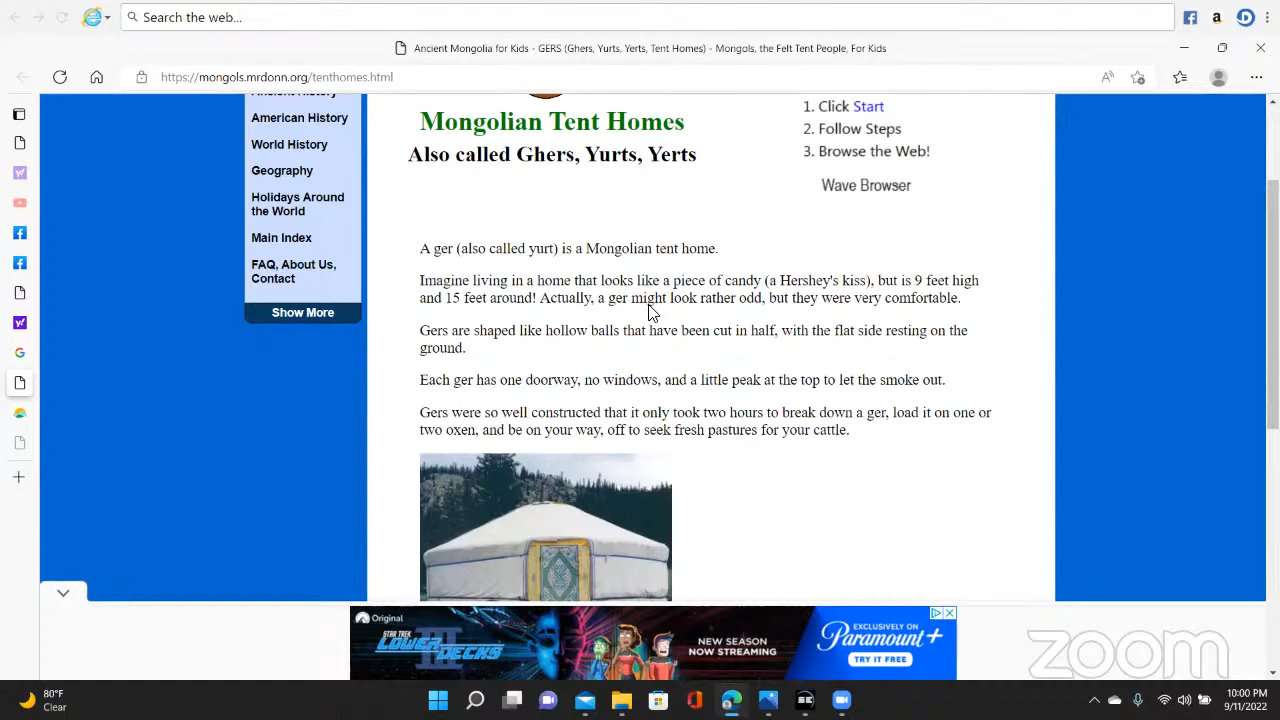 Search the web...
Ancient Mongolia for Kids - GERS (Ghers, Yurts, Yerts, Tent Homes) - Mongols, the Felt Tent People, For Kids
https://mongols.mrdonn.org/tenthomes.html
Ancient History
American History
World History
Geography
Holidays Around
the World
Main Index
FAQ, About Us,
Contact
Show More
Mongolian Tent Homes
Also called Ghers, Yurts, Yerts
1. Click Start
2. Follow Steps
3. Browse the Web!
Wave Browser
A ger (also called yurt) is a Mongolian tent home.
Imagine living in a home that looks like a piece of candy (a Hershey's kiss), but is 9 feet high
and 15 feet around! Actually, a ger might look rather odd, but they were very comfortable.
Gers are shaped like hollow balls that have been cut in half, with the flat side resting on the
ground.
Each ger has one doorway, no windows, and a little peak at the top to let the smoke out.
Gers were so well constructed that it only took two hours to break down a ger, load it on one or
two oxen, and be on your way, off to seek fresh pastures for your cattle.
Original
STAR TREK
LOWER DECKS
NEW SEASON
NOW STREAMING
EXCLUSIVELY ON
Paramount+
TRY IT FREE
zoom
80°F
Clear
10:00 PM
9/11/2022